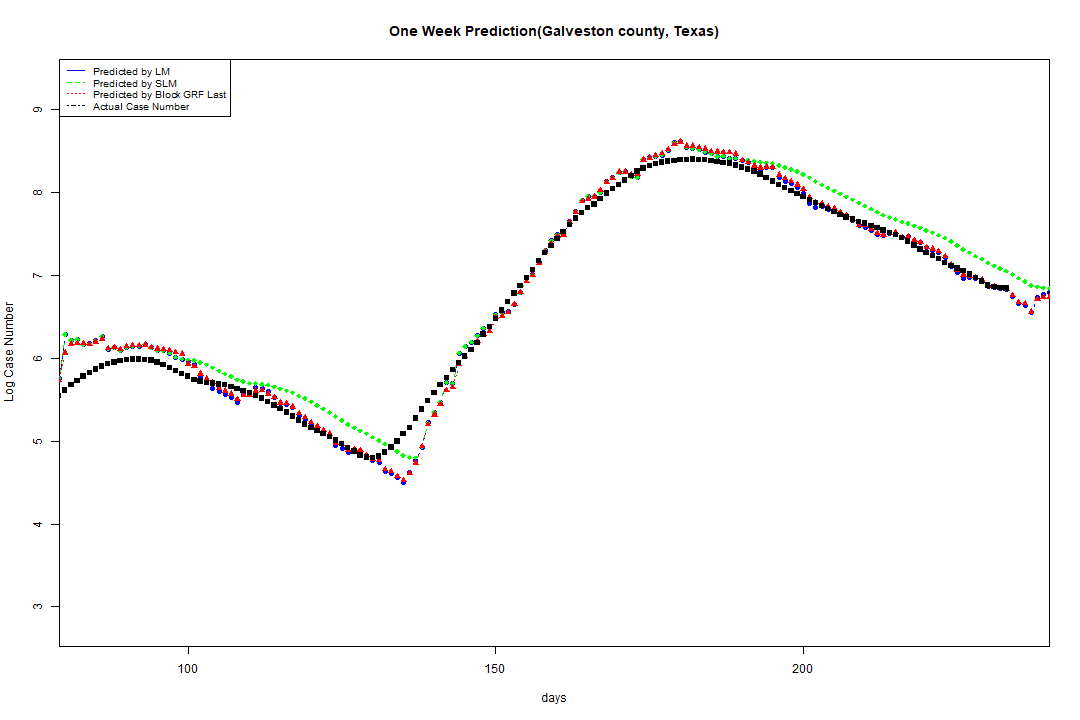 One Week Prediction(Galveston county, Texas)
Predicted by LM
Predicted by SLM
Predicted by Block GRF Last
Actual Case Number
Log Case Number
9
8
7
6
5
4
3
100
150
200
days